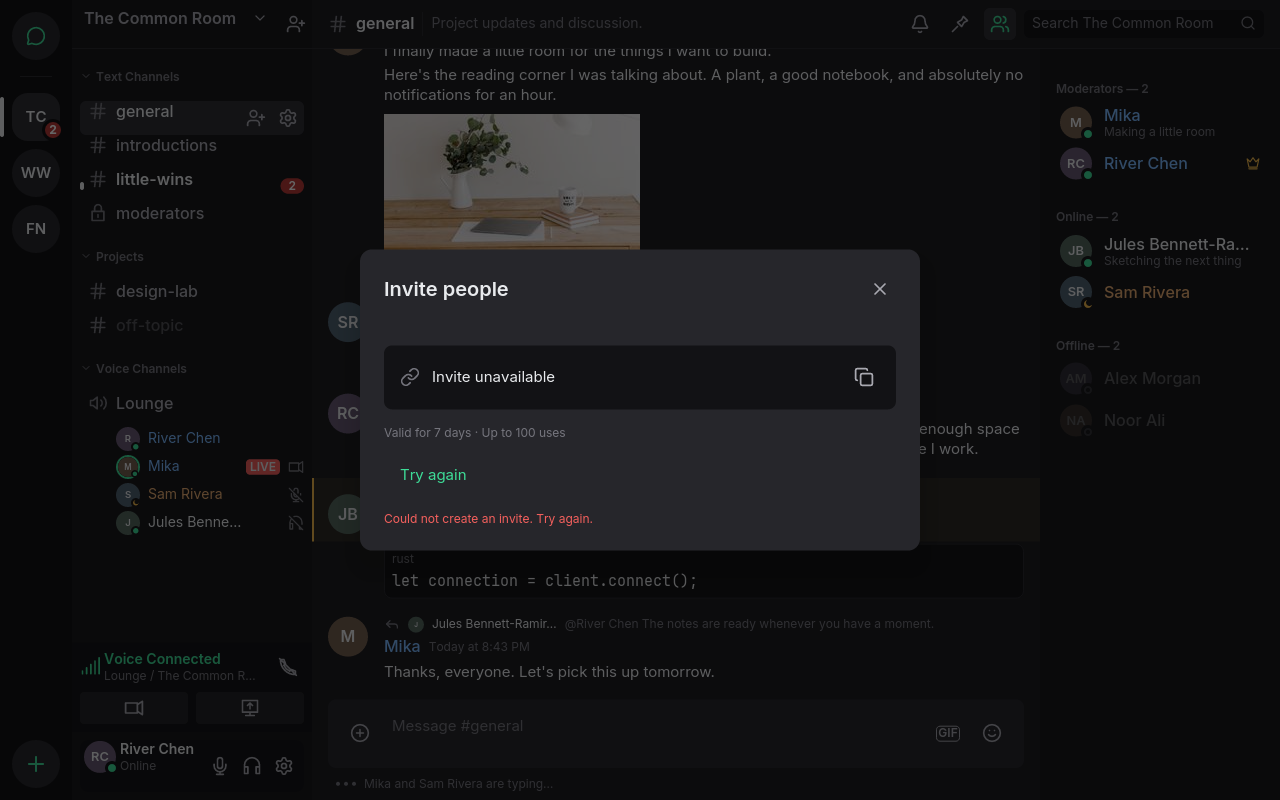 TC
2
WW
FN
The Common Room
Text Channels
general
introductions
little-wins
2
moderators
Projects
design-lab
off-topic
Voice Channels
Lounge
R
River Chen
M
Mika
LIVE
S
Sam Rivera
J
Jules Benne...
Voice Connected
Lounge / The Common R...
RC
River Chen
Online
# general
Project updates and discussion.
Search The Common Room
I finally made a little room for the things I want to build.
Here's the reading corner I was talking about. A plant, a good notebook, and absolutely no
notifications for an hour.
SR
RC
enough space
e I work.
JB
Invite people
Invite unavailable
Valid for 7 days · Up to 100 uses
Try again
Could not create an invite. Try again.
rust
let connection = client.connect();
J
Jules Bennett-Ramir...
@River Chen The notes are ready whenever you have a moment.
M
Mika
Today at 8:43 PM
Thanks, everyone. Let's pick this up tomorrow.
Message #general
GIF
Mika and Sam Rivera are typing...
Moderators — 2
M
Mika
Making a little room
RC
River Chen
Online — 2
JB
Jules Bennett-Ra...
Sketching the next thing
SR
Sam Rivera
Offline — 2
AM
Alex Morgan
NA
Noor Ali